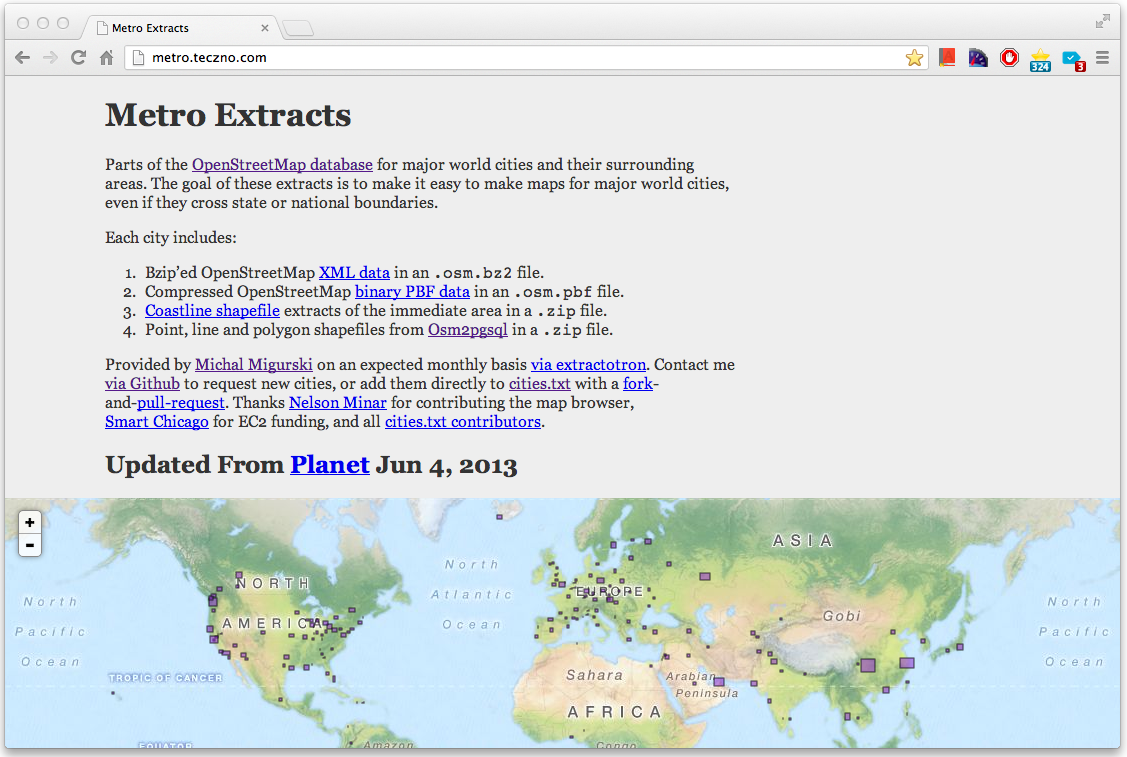 Metro Extracts
metro.teczno.com
324
3
Metro Extracts
Parts of the OpenStreetMap database for major world cities and their surrounding
areas. The goal of these extracts is to make it easy to make maps for major world cities,
even if they cross state or national boundaries.
Each city includes:
1. Bzip’ed OpenStreetMap XML data in an .osm.bz2 file.
2. Compressed OpenStreetMap binary PBF data in an .osm.pbf file.
3. Coastline shapefile extracts of the immediate area in a .zip file.
4. Point, line and polygon shapefiles from Osm2pgsql in a .zip file.
Provided by Michal Migurski on an expected monthly basis via extractotron. Contact me
via Github to request new cities, or add them directly to cities.txt with a fork-
and-pull-request. Thanks Nelson Minar for contributing the map browser,
Smart Chicago for EC2 funding, and all cities.txt contributors.
Updated From Planet Jun 4, 2013
+
-
ASIA
North
Atlantic
Ocean
NORTH
AMERICA
EUROPE
North
Pacific
Ocean
Gobi
North
Pacific
Ocean
TROPIC OF CANCER
Sahara
Arabian
Peninsula
AFRICA
EQUATOR
Amazon
Congo